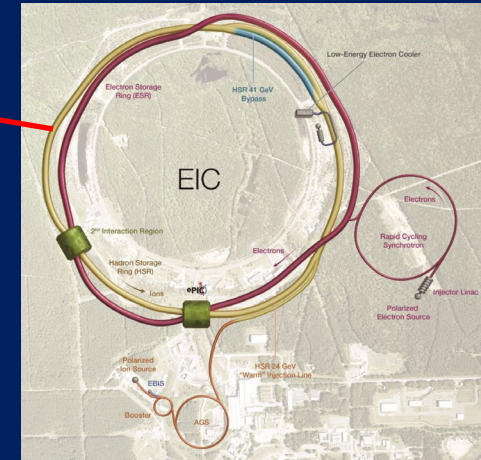 Low-Energy Electron Cooler
Electron Storage
Ring (ESR)
HSR 41 GeV
Bypass
EIC
Electrons
2nd Interaction Region
Rapid Cycling
Synchrotron
Hadron Storage
Ring (HSR)
Electrons
Ions
ePIC
Injector Linac
Polarized
Electron Source
Polarized
Ion Source
HSR 24 GeV
"Warm" Injection Line
EBIS
Booster
AGS